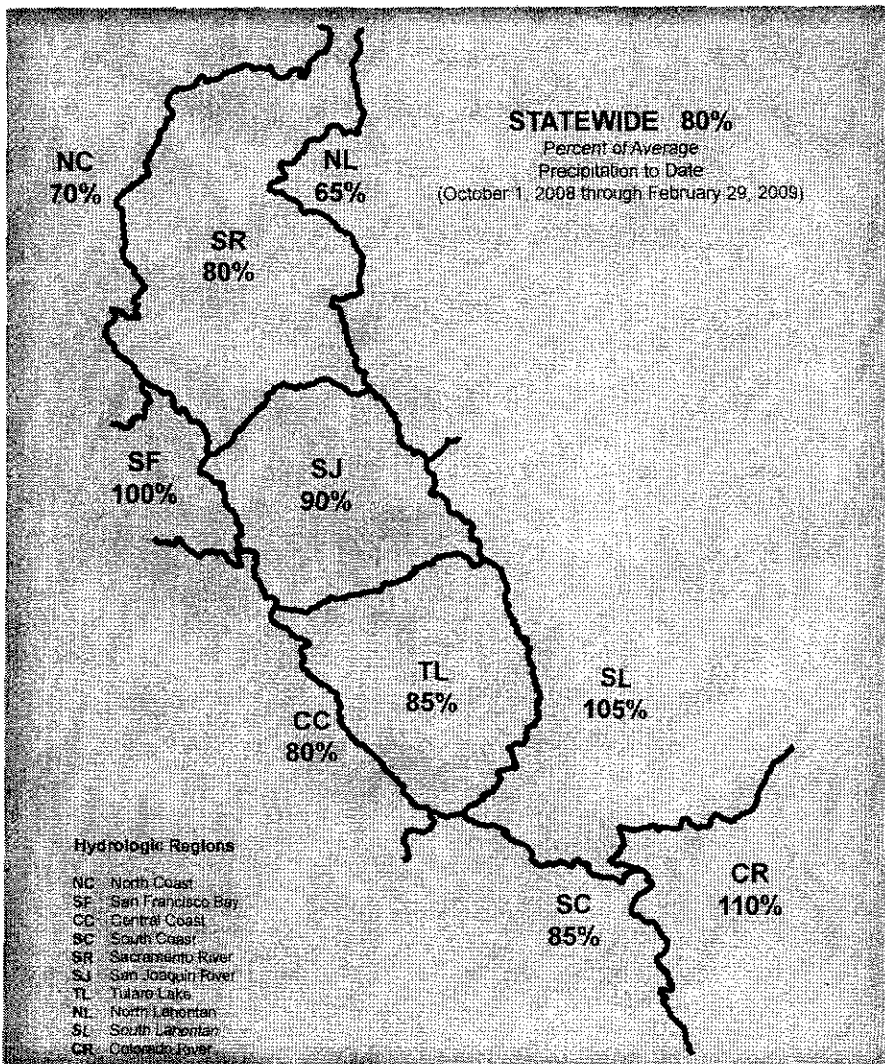 STATEWIDE 80%
Percent of Average
Precipitation to Date
(October 1, 2008 through February 29, 2009)
NC
70%
NL
65%
SR
80%
SF
100%
SJ
90%
TL
85%
SL
105%
CC
80%
CR
110%
SC
85%
Hydrologic Regions
NC North Coast
SF San Francisco Bay
CC Central Coast
SC South Coast
SR Sacramento River
SJ San Joaquin River
TL Tulare Lake
NL North Lahontan
SL South Lahontan
CR Colorado River